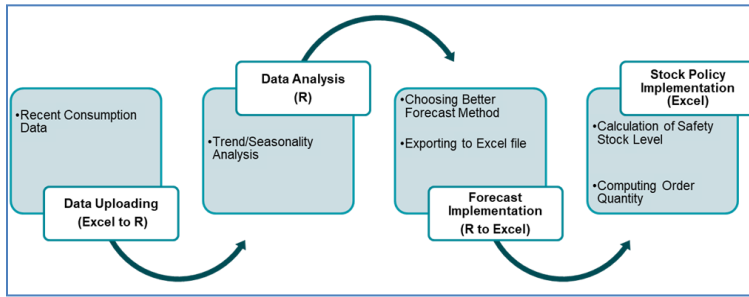 •Recent Consumption
Data
Data Uploading
(Excel to R)
Data Analysis
(R)
•Trend/Seasonality
Analysis
•Choosing Better
Forecast Method
•Exporting to Excel file
Forecast
Implementation
(R to Excel)
Stock Policy
Implementation
(Excel)
•Calculation of Safety
Stock Level
•Computing Order
Quantity